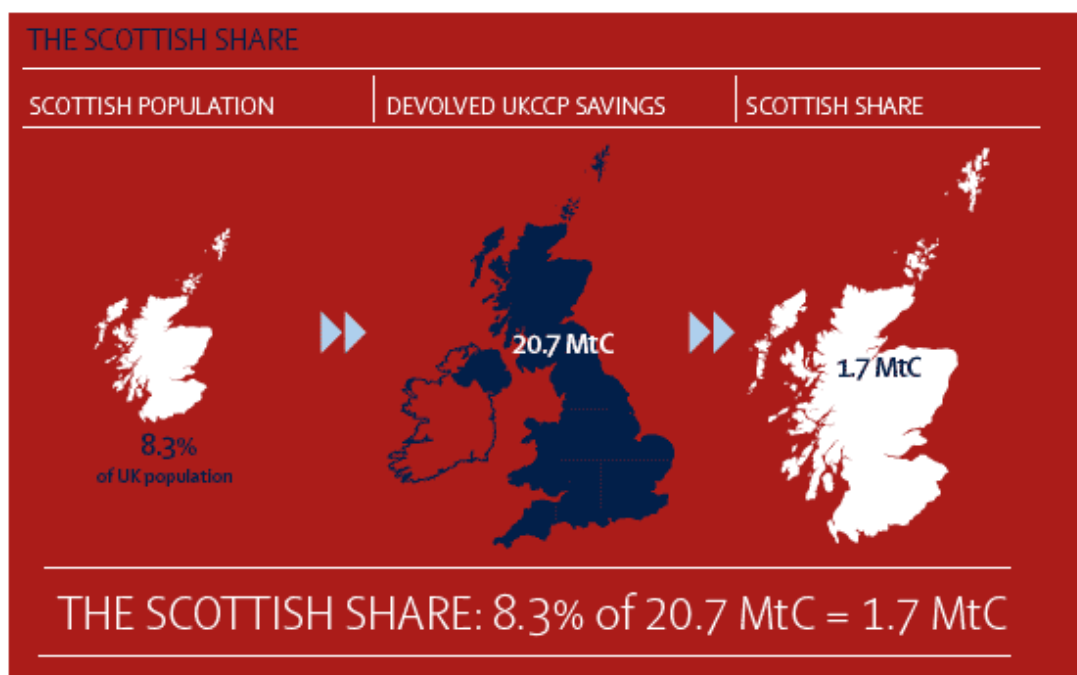 THE SCOTTISH SHARE
SCOTTISH POPULATION
DEVOLVED UKCCP SAVINGS
SCOTTISH SHARE
20.7 MtC
1.7 MtC
8.3%
of UK population
THE SCOTTISH SHARE: 8.3% of 20.7 MtC = 1.7 MtC